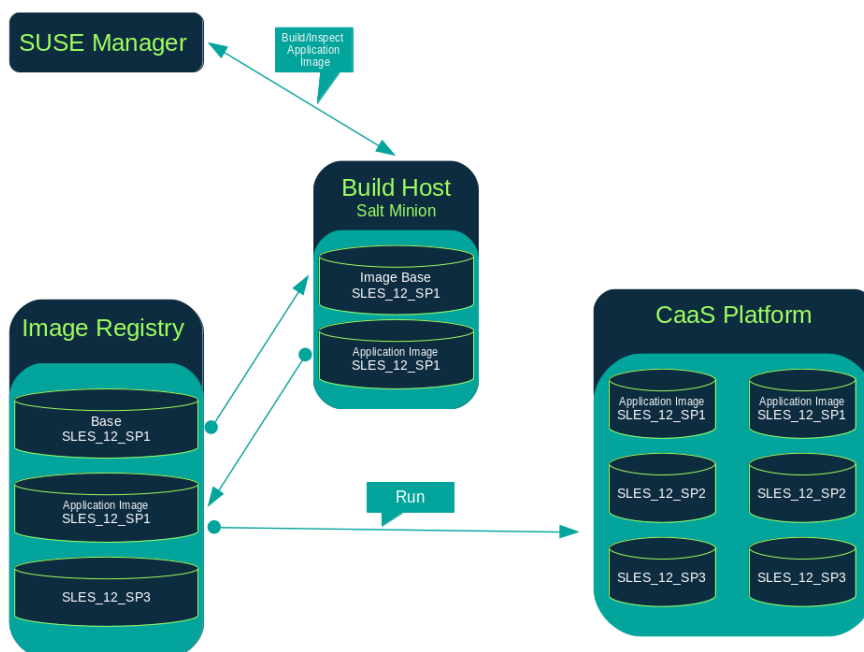 SUSE Manager
Build/Inspect
Application
Image
Build Host
Salt Minion
Image Base
SLES_12_SP1
Application Image
SLES_12_SP1
Image Registry
Base
SLES_12_SP1
Application Image
SLES_12_SP1
SLES_12_SP3
Run
CaaS Platform
Application Image
SLES_12_SP1
Application Image
SLES_12_SP1
SLES_12_SP2
SLES_12_SP2
SLES_12_SP3
SLES_12_SP3